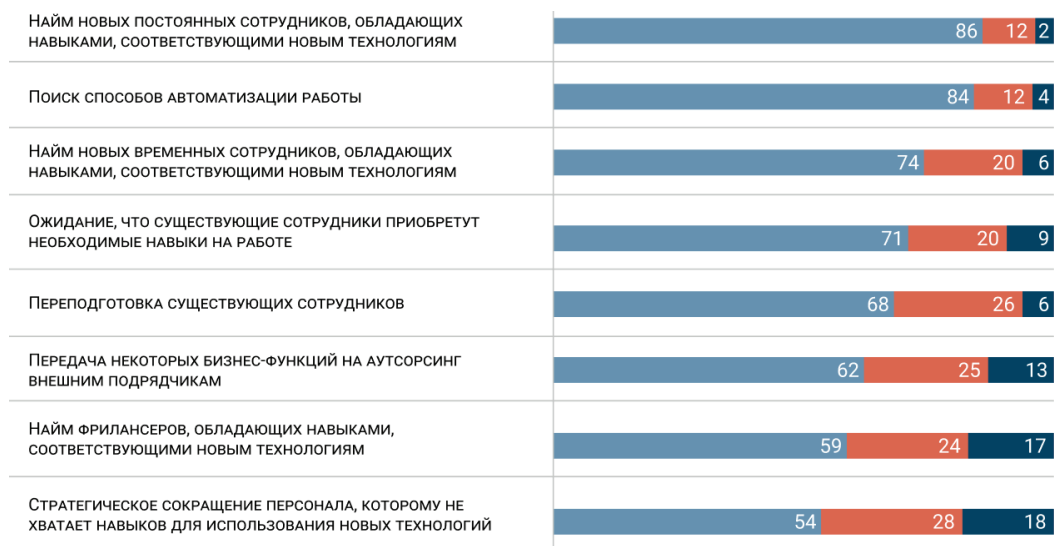 Найм новых постоянных сотрудников, обладающих
навыками, соответствующими новым технологиям
86 12 2
Поиск способов автоматизации работы
84 12 4
Найм новых временных сотрудников, обладающих
навыками, соответствующими новым технологиям
74 20 6
Ожидание, что существующие сотрудники приобретут
необходимые навыки на работе
71 20 9
Переподготовка существующих сотрудников
68 26 6
Передача некоторых бизнес-функций на аутсорсинг
внешним подрядчикам
62 25 13
Найм фрилансеров, обладающих навыками,
соответствующими новым технологиям
59 24 17
Стратегическое сокращение персонала, которому не
хватает навыков для использования новых технологий
54 28 18